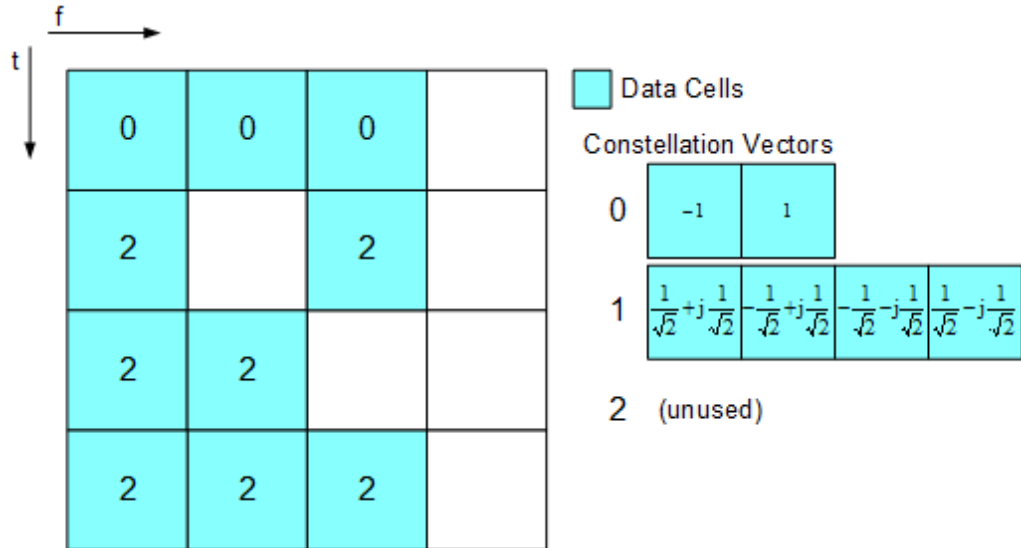 f
t
0 0 0
2 2
2 2
2 2 2
Data Cells
Constellation Vectors
0 -1 1
1 1/√2+j1/√2 -1/√2+j1/√2 -1/√2-j1/√2 1/√2-j1/√2
2 (unused)